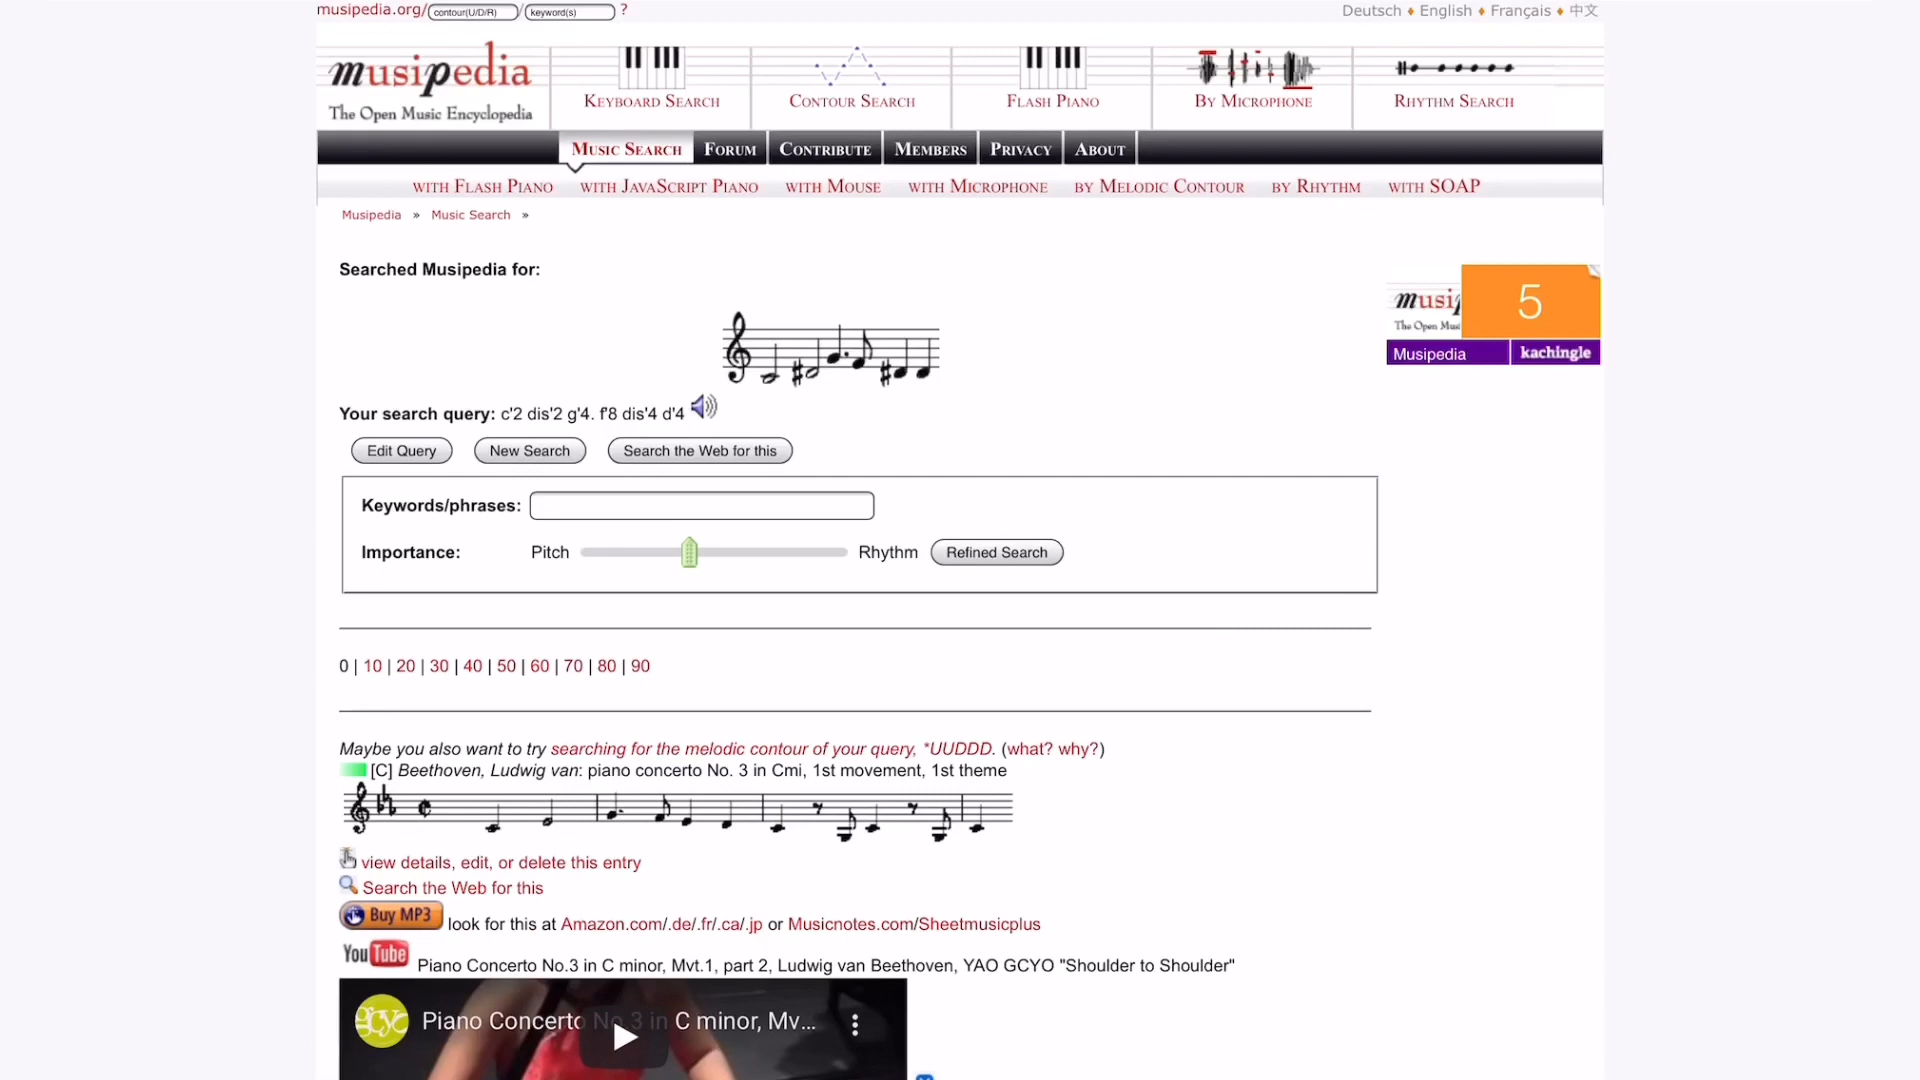 musipedia.org/ contour(U/D/R) / keyword(s) ?
Deutsch ♦ English ♦ Français ♦ 中文
musipedia
The Open Music Encyclopedia
Keyboard Search
Contour Search
Flash Piano
By Microphone
Rhythm Search
Music Search Forum Contribute Members Privacy About
with Flash Piano with JavaScript Piano with Mouse with Microphone by Melodic Contour by Rhythm with SOAP
Musipedia » Music Search »
Searched Musipedia for:
musi
The Open Mus
5
Musipedia kachingle
Your search query: c'2 dis'2 g'4. f'8 dis'4 d'4
Edit Query New Search Search the Web for this
Keywords/phrases:
Importance: Pitch Rhythm Refined Search
0 | 10 | 20 | 30 | 40 | 50 | 60 | 70 | 80 | 90
Maybe you also want to try searching for the melodic contour of your query, *UUDDD. (what? why?)
[C] Beethoven, Ludwig van: piano concerto No. 3 in Cmi, 1st movement, 1st theme
view details, edit, or delete this entry
Search the Web for this
Buy MP3 look for this at Amazon.com/.de/.fr/.ca/.jp or Musicnotes.com/Sheetmusicplus
YouTube Piano Concerto No.3 in C minor, Mvt.1, part 2, Ludwig van Beethoven, YAO GCYO "Shoulder to Shoulder"
gcyo Piano Concerto No.3 in C minor, Mv...